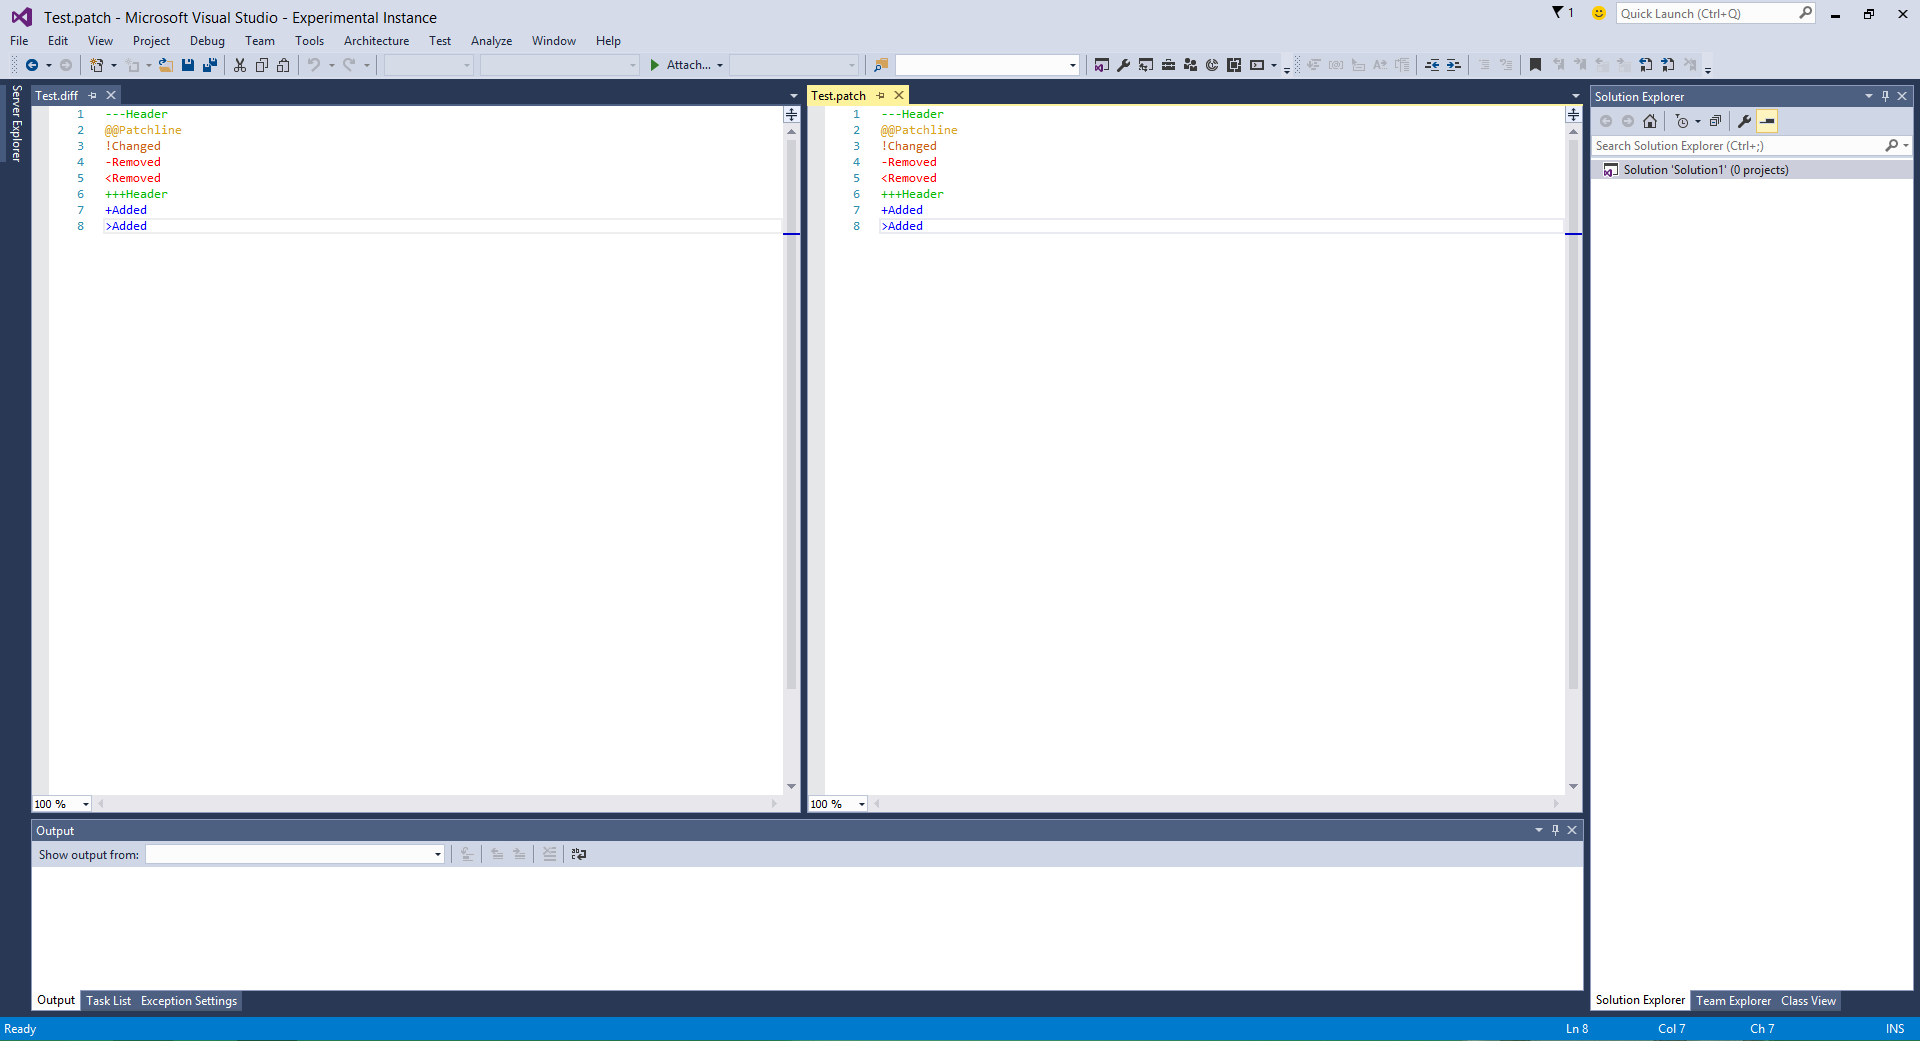 Test.patch - Microsoft Visual Studio - Experimental Instance
1
Quick Launch (Ctrl+Q)
File Edit View Project Debug Team Tools Architecture Test Analyze Window Help
Attach...
Server Explorer
Test.diff
1 ---Header
2 @@Patchline
3 !Changed
4 -Removed
5 <Removed
6 +++Header
7 +Added
8 >Added
100 %
Test.patch
1 ---Header
2 @@Patchline
3 !Changed
4 -Removed
5 <Removed
6 +++Header
7 +Added
8 >Added
100 %
Solution Explorer
Search Solution Explorer (Ctrl+;)
Solution 'Solution1' (0 projects)
Output
Show output from:
Output Task List Exception Settings
Solution Explorer Team Explorer Class View
Ready
Ln 8 Col 7 Ch 7 INS